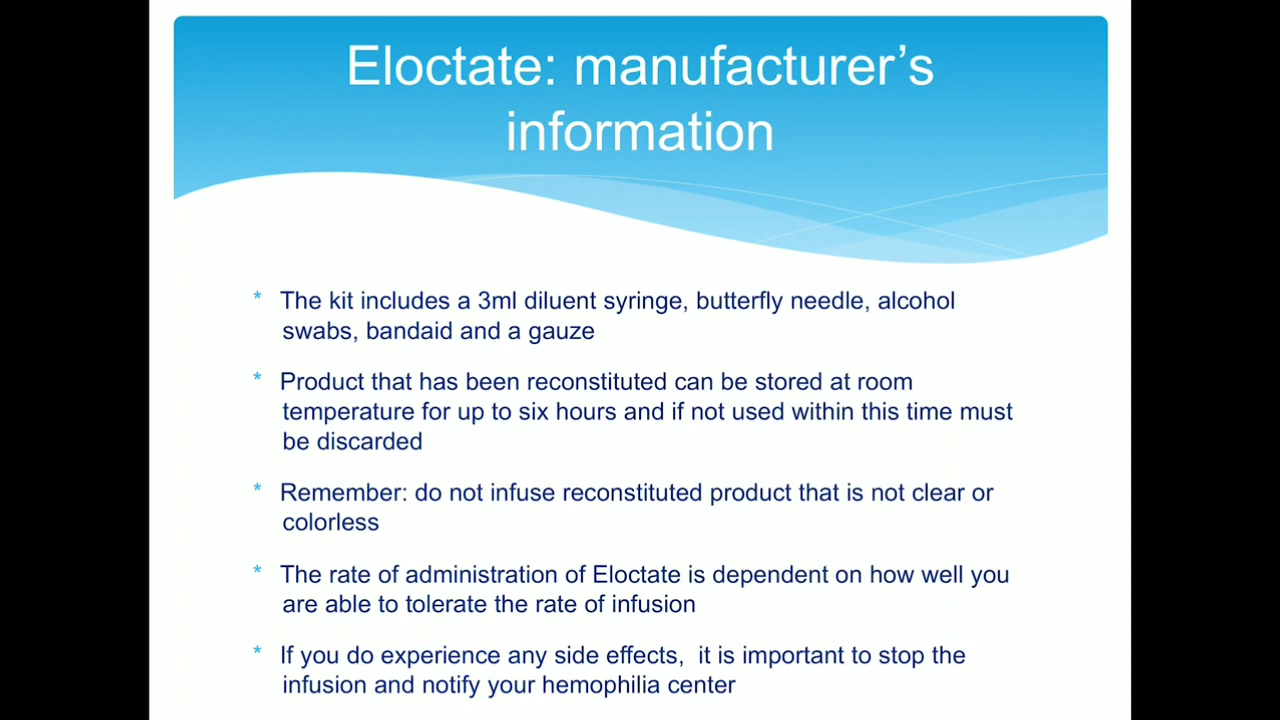 Eloctate: manufacturer’s
information
* The kit includes a 3ml diluent syringe, butterfly needle, alcohol
swabs, bandaid and a gauze
* Product that has been reconstituted can be stored at room
temperature for up to six hours and if not used within this time must
be discarded
* Remember: do not infuse reconstituted product that is not clear or
colorless
* The rate of administration of Eloctate is dependent on how well you
are able to tolerate the rate of infusion
* If you do experience any side effects,  it is important to stop the
infusion and notify your hemophilia center